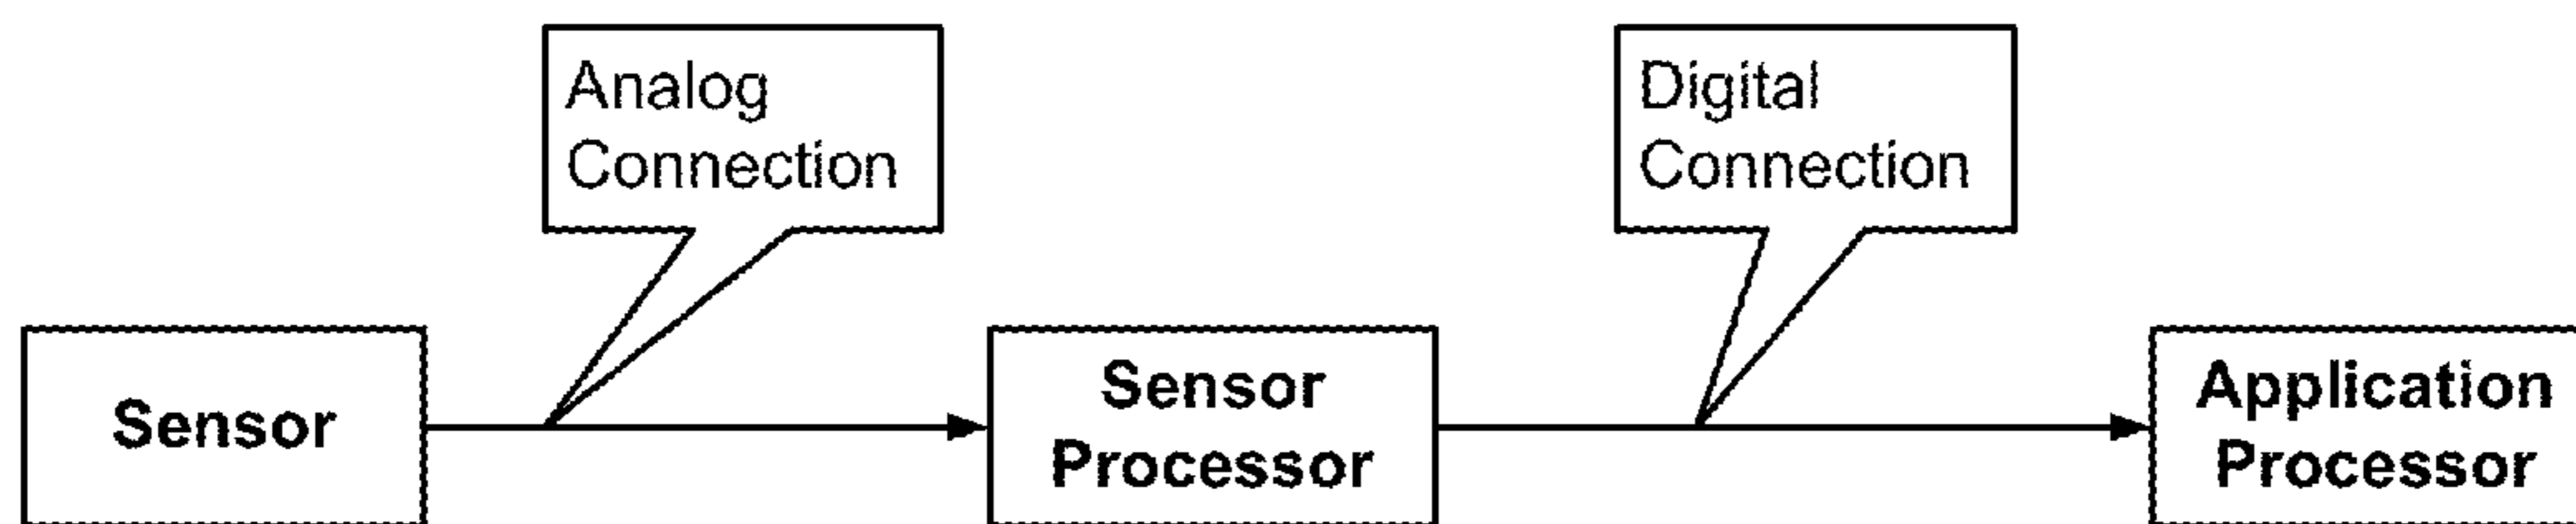 Analog
Connection
Digital
Connection
Sensor
Sensor
Processor
Application
Processor